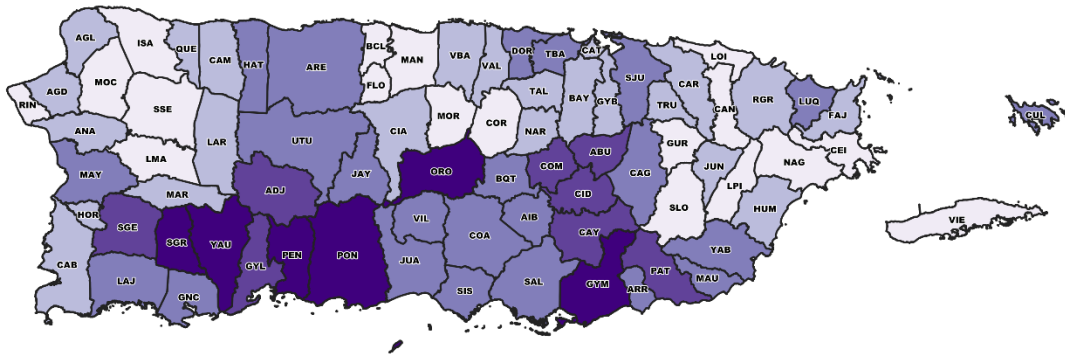 AGL
ISA
QUE
CAM
HAT
ARE
BCL
MAN
VBA
VAL
DOR
TBA
CAT
SJU
LOI
MOC
AGD
RIN
SSE
FLO
TAL
BAY
GYB
CAR
TRU
CAN
RGR
LUQ
FAJ
CUL
ANA
LAR
UTU
CIA
MOR
COR
NAR
LMA
MAY
MAR
ADJ
JAY
ORO
BQT
COM
ABU
CAG
GUR
JUN
NAG
CEI
CID
LPI
SLO
HUM
HOR
SGE
SGR
YAU
GYL
PEN
PON
VIL
COA
AIB
CAY
YAB
VIE
CAB
LAJ
GNC
JUA
SIS
SAL
GYM
ARR
PAT
MAU